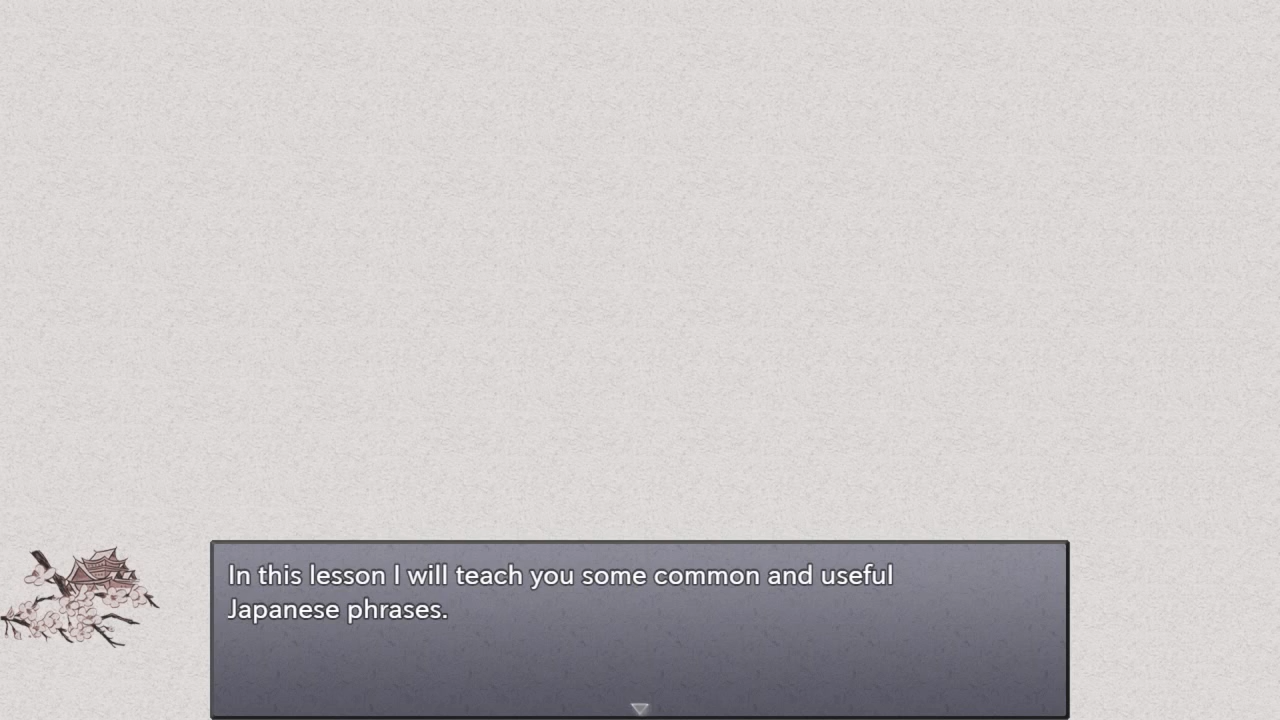 In this lesson I will teach you some common and useful
Japanese phrases.